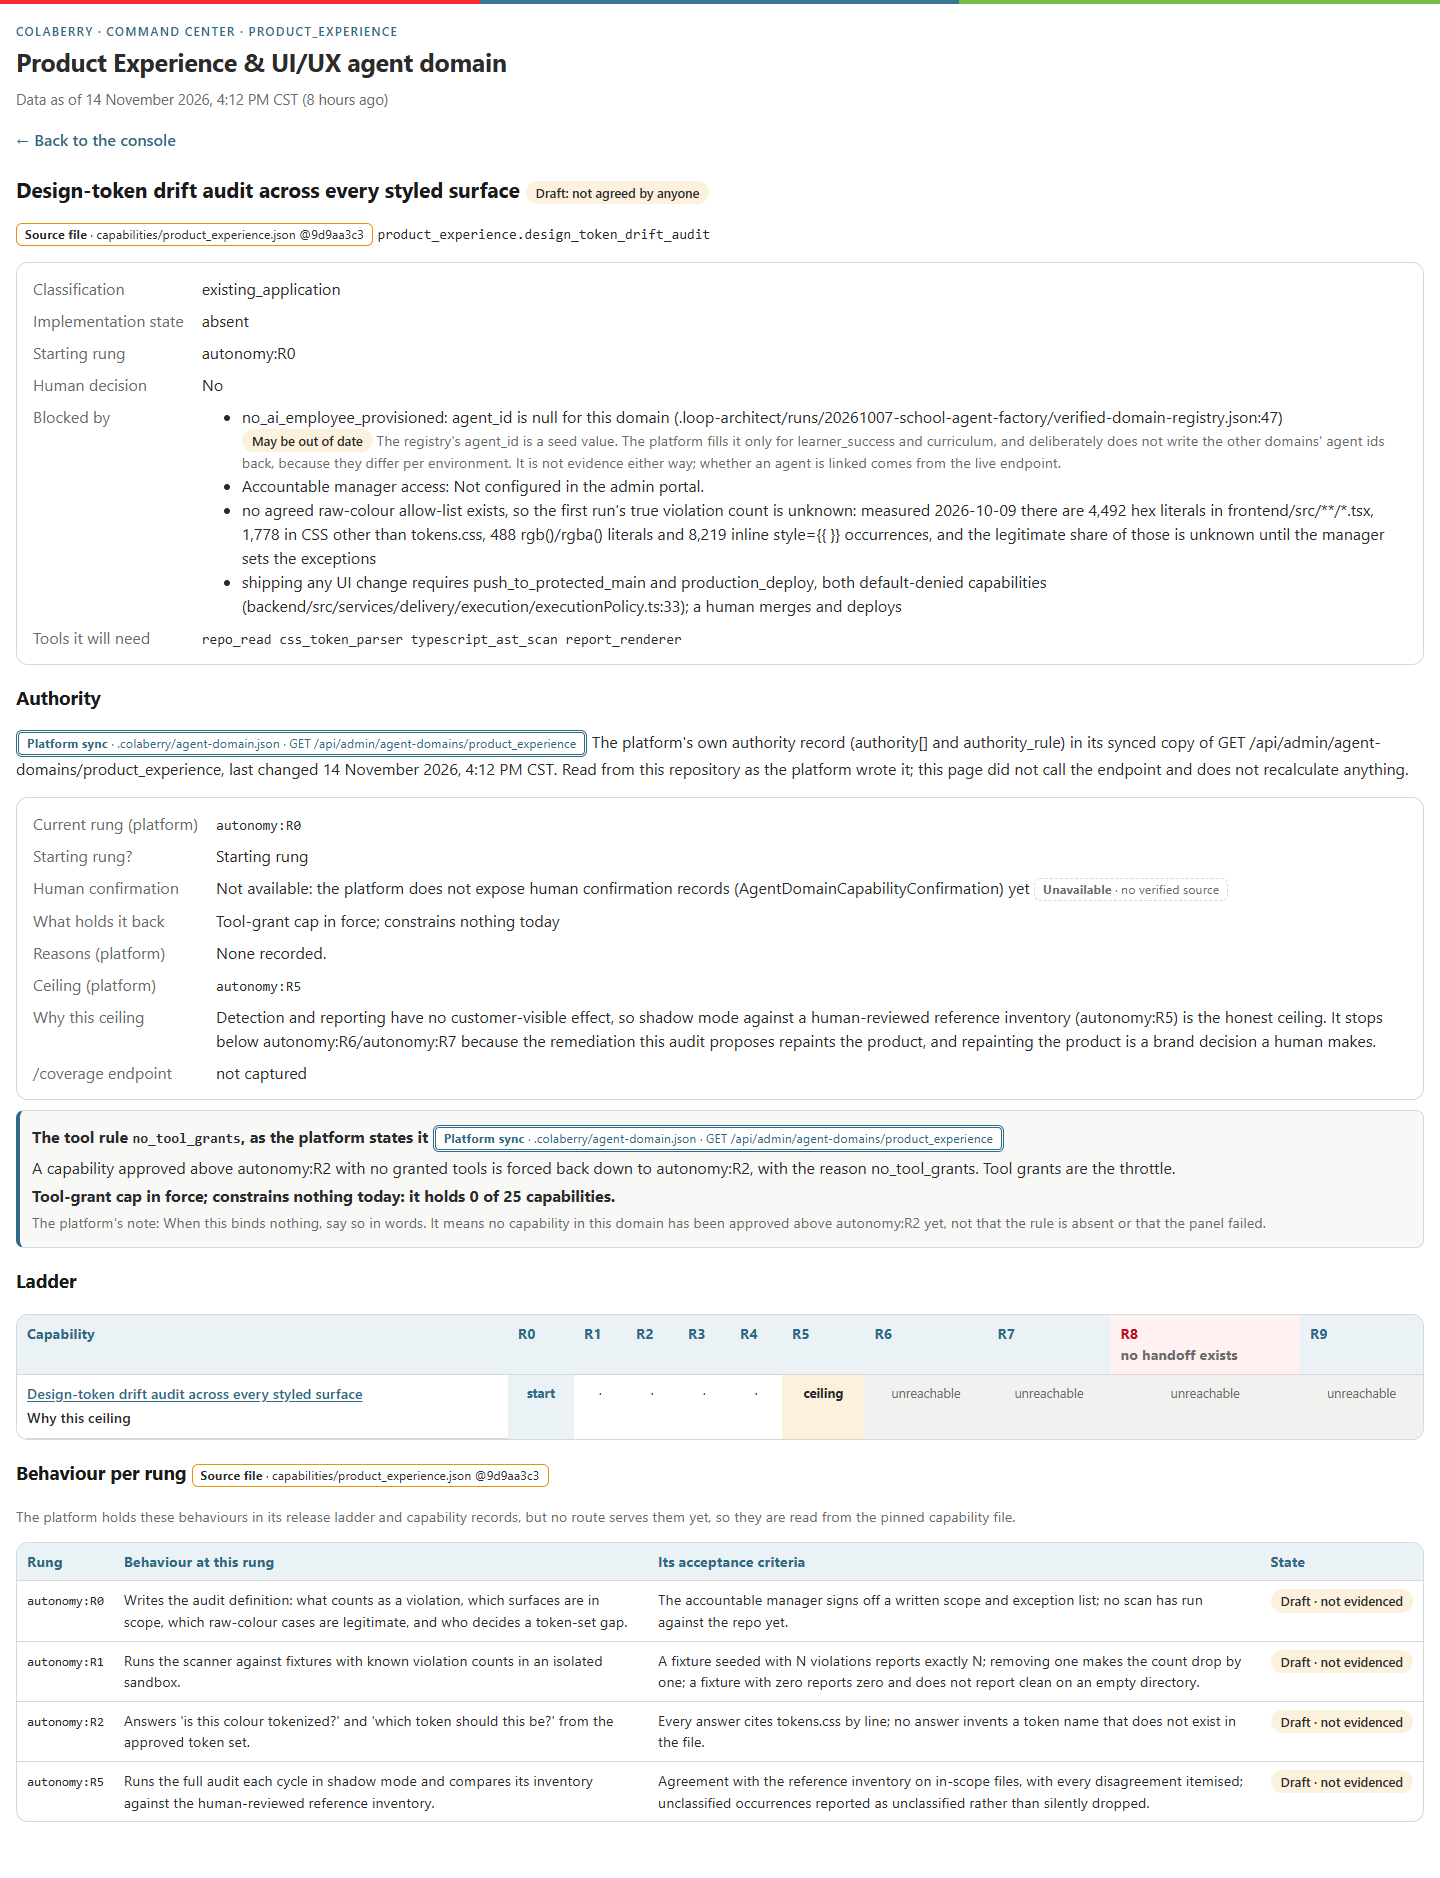 COLABERRY · COMMAND CENTER · PRODUCT_EXPERIENCE
Product Experience & UI/UX agent domain
Data as of 14 November 2026, 4:12 PM CST (8 hours ago)
← Back to the console
Design-token drift audit across every styled surface Draft: not agreed by anyone
Source file · capabilities/product_experience.json @9d9aa3c3 product_experience.design_token_drift_audit
Classification existing_application
Implementation state absent
Starting rung autonomy:R0
Human decision No
Blocked by • no_ai_employee_provisioned: agent_id is null for this domain (.loop-architect/runs/20261007-school-agent-factory/verified-domain-registry.json:47)
May be out of date The registry's agent_id is a seed value. The platform fills it only for learner_success and curriculum, and deliberately does not write the other domains' agent ids
back, because they differ per environment. It is not evidence either way; whether an agent is linked comes from the live endpoint.
• Accountable manager access: Not configured in the admin portal.
• no agreed raw-colour allow-list exists, so the first run's true violation count is unknown: measured 2026-10-09 there are 4,492 hex literals in frontend/src/**/*.tsx,
1,778 in CSS other than tokens.css, 488 rgb()/rgba() literals and 8,219 inline style={{ }} occurrences, and the legitimate share of those is unknown until the manager
sets the exceptions
• shipping any UI change requires push_to_protected_main and production_deploy, both default-denied capabilities
(backend/src/services/delivery/execution/executionPolicy.ts:33); a human merges and deploys
Tools it will need repo_read css_token_parser typescript_ast_scan report_renderer
Authority
Platform sync · .colaberry/agent-domain.json · GET /api/admin/agent-domains/product_experience The platform's own authority record (authority[] and authority_rule) in its synced copy of GET /api/admin/agent-
domains/product_experience, last changed 14 November 2026, 4:12 PM CST. Read from this repository as the platform wrote it; this page did not call the endpoint and does not recalculate anything.
Current rung (platform) autonomy:R0
Starting rung? Starting rung
Human confirmation Not available: the platform does not expose human confirmation records (AgentDomainCapabilityConfirmation) yet Unavailable · no verified source
What holds it back Tool-grant cap in force; constrains nothing today
Reasons (platform) None recorded.
Ceiling (platform) autonomy:R5
Why this ceiling Detection and reporting have no customer-visible effect, so shadow mode against a human-reviewed reference inventory (autonomy:R5) is the honest ceiling. It stops
below autonomy:R6/autonomy:R7 because the remediation this audit proposes repaints the product, and repainting the product is a brand decision a human makes.
/coverage endpoint not captured
The tool rule no_tool_grants, as the platform states it Platform sync · .colaberry/agent-domain.json · GET /api/admin/agent-domains/product_experience
A capability approved above autonomy:R2 with no granted tools is forced back down to autonomy:R2, with the reason no_tool_grants. Tool grants are the throttle.
Tool-grant cap in force; constrains nothing today: it holds 0 of 25 capabilities.
The platform's note: When this binds nothing, say so in words. It means no capability in this domain has been approved above autonomy:R2 yet, not that the rule is absent or that the panel failed.
Ladder
Capability R0 R1 R2 R3 R4 R5 R6 R7 R8 R9
no handoff exists
Design-token drift audit across every styled surface start · · · · ceiling unreachable unreachable unreachable unreachable
Why this ceiling
Behaviour per rung Source file · capabilities/product_experience.json @9d9aa3c3
The platform holds these behaviours in its release ladder and capability records, but no route serves them yet, so they are read from the pinned capability file.
Rung Behaviour at this rung Its acceptance criteria State
autonomy:R0 Writes the audit definition: what counts as a violation, which surfaces are in The accountable manager signs off a written scope and exception list; no scan has run Draft · not evidenced
scope, which raw-colour cases are legitimate, and who decides a token-set gap. against the repo yet.
autonomy:R1 Runs the scanner against fixtures with known violation counts in an isolated A fixture seeded with N violations reports exactly N; removing one makes the count drop by Draft · not evidenced
sandbox. one; a fixture with zero reports zero and does not report clean on an empty directory.
autonomy:R2 Answers 'is this colour tokenized?' and 'which token should this be?' from the Every answer cites tokens.css by line; no answer invents a token name that does not exist in Draft · not evidenced
approved token set. the file.
autonomy:R5 Runs the full audit each cycle in shadow mode and compares its inventory Agreement with the reference inventory on in-scope files, with every disagreement itemised; Draft · not evidenced
against the human-reviewed reference inventory. unclassified occurrences reported as unclassified rather than silently dropped.